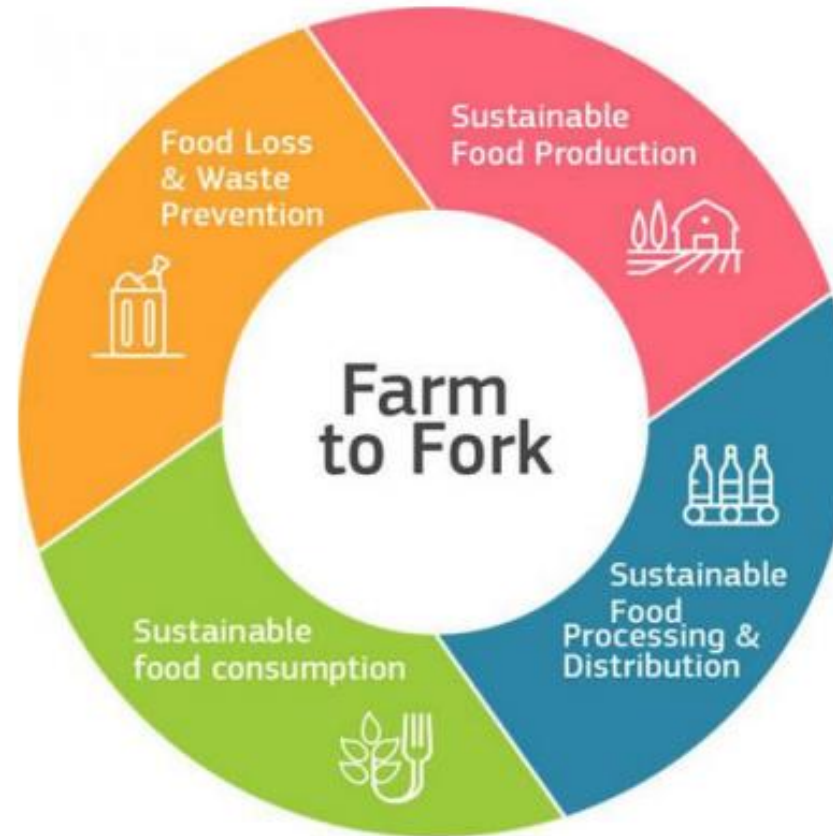 Food Loss
& Waste
Prevention
Sustainable
Food Production
Farm
to Fork
Sustainable
Food
Processing &
Distribution
Sustainable
food consumption